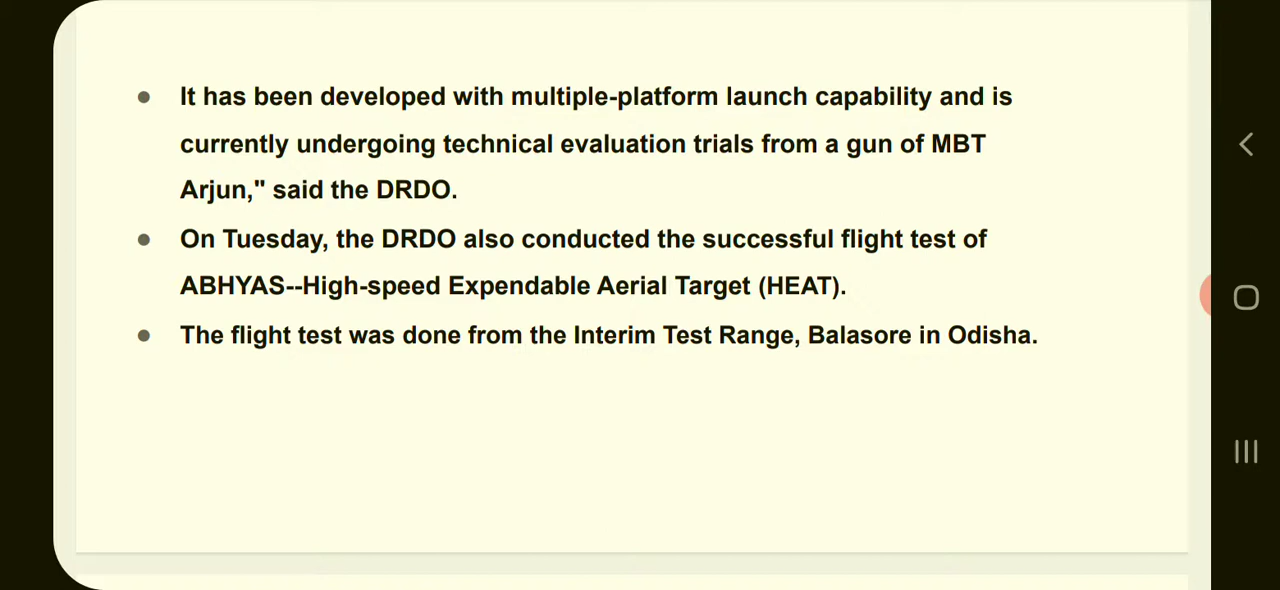 ● It has been developed with multiple-platform launch capability and is
currently undergoing technical evaluation trials from a gun of MBT
Arjun," said the DRDO.
● On Tuesday, the DRDO also conducted the successful flight test of
ABHYAS--High-speed Expendable Aerial Target (HEAT).
● The flight test was done from the Interim Test Range, Balasore in Odisha.